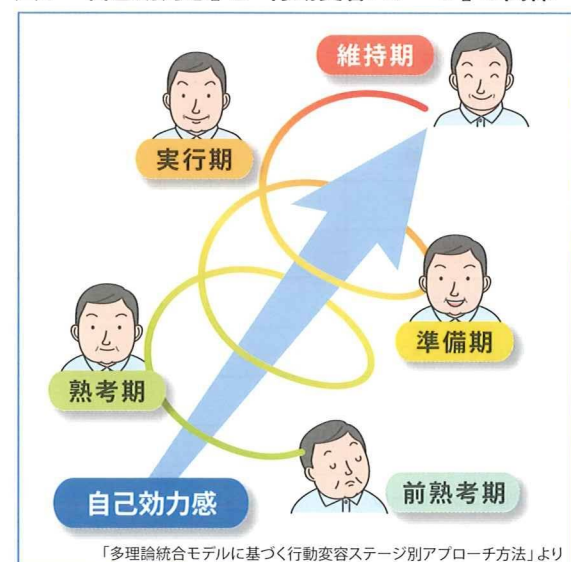 維持期
実行期
準備期
熟考期
前熟考期
自己効力感
「多理論統合モデルに基づく行動変容ステージ別アプローチ方法」より